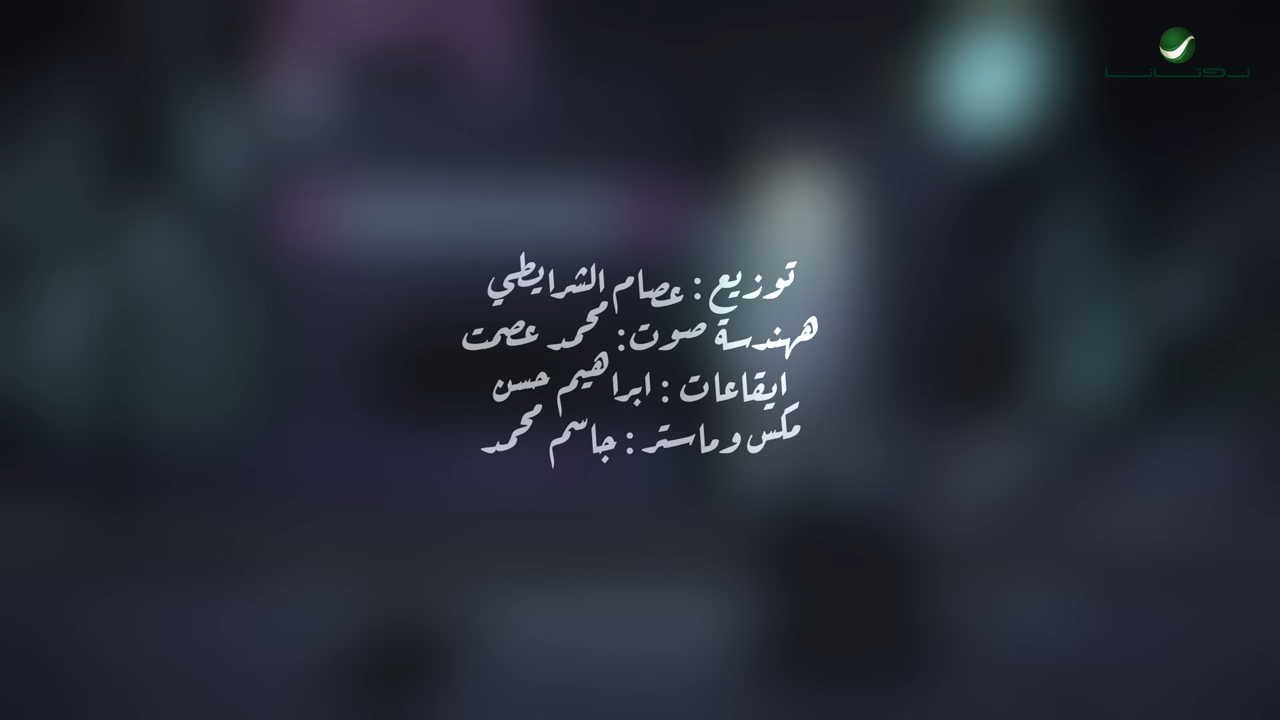 روتانا
توزيع : عصام الشرايطي
هندسة صوت: محمد عصمت
ايقاعات : ابراهيم حسن
مكس وماستر : جاسم محمد